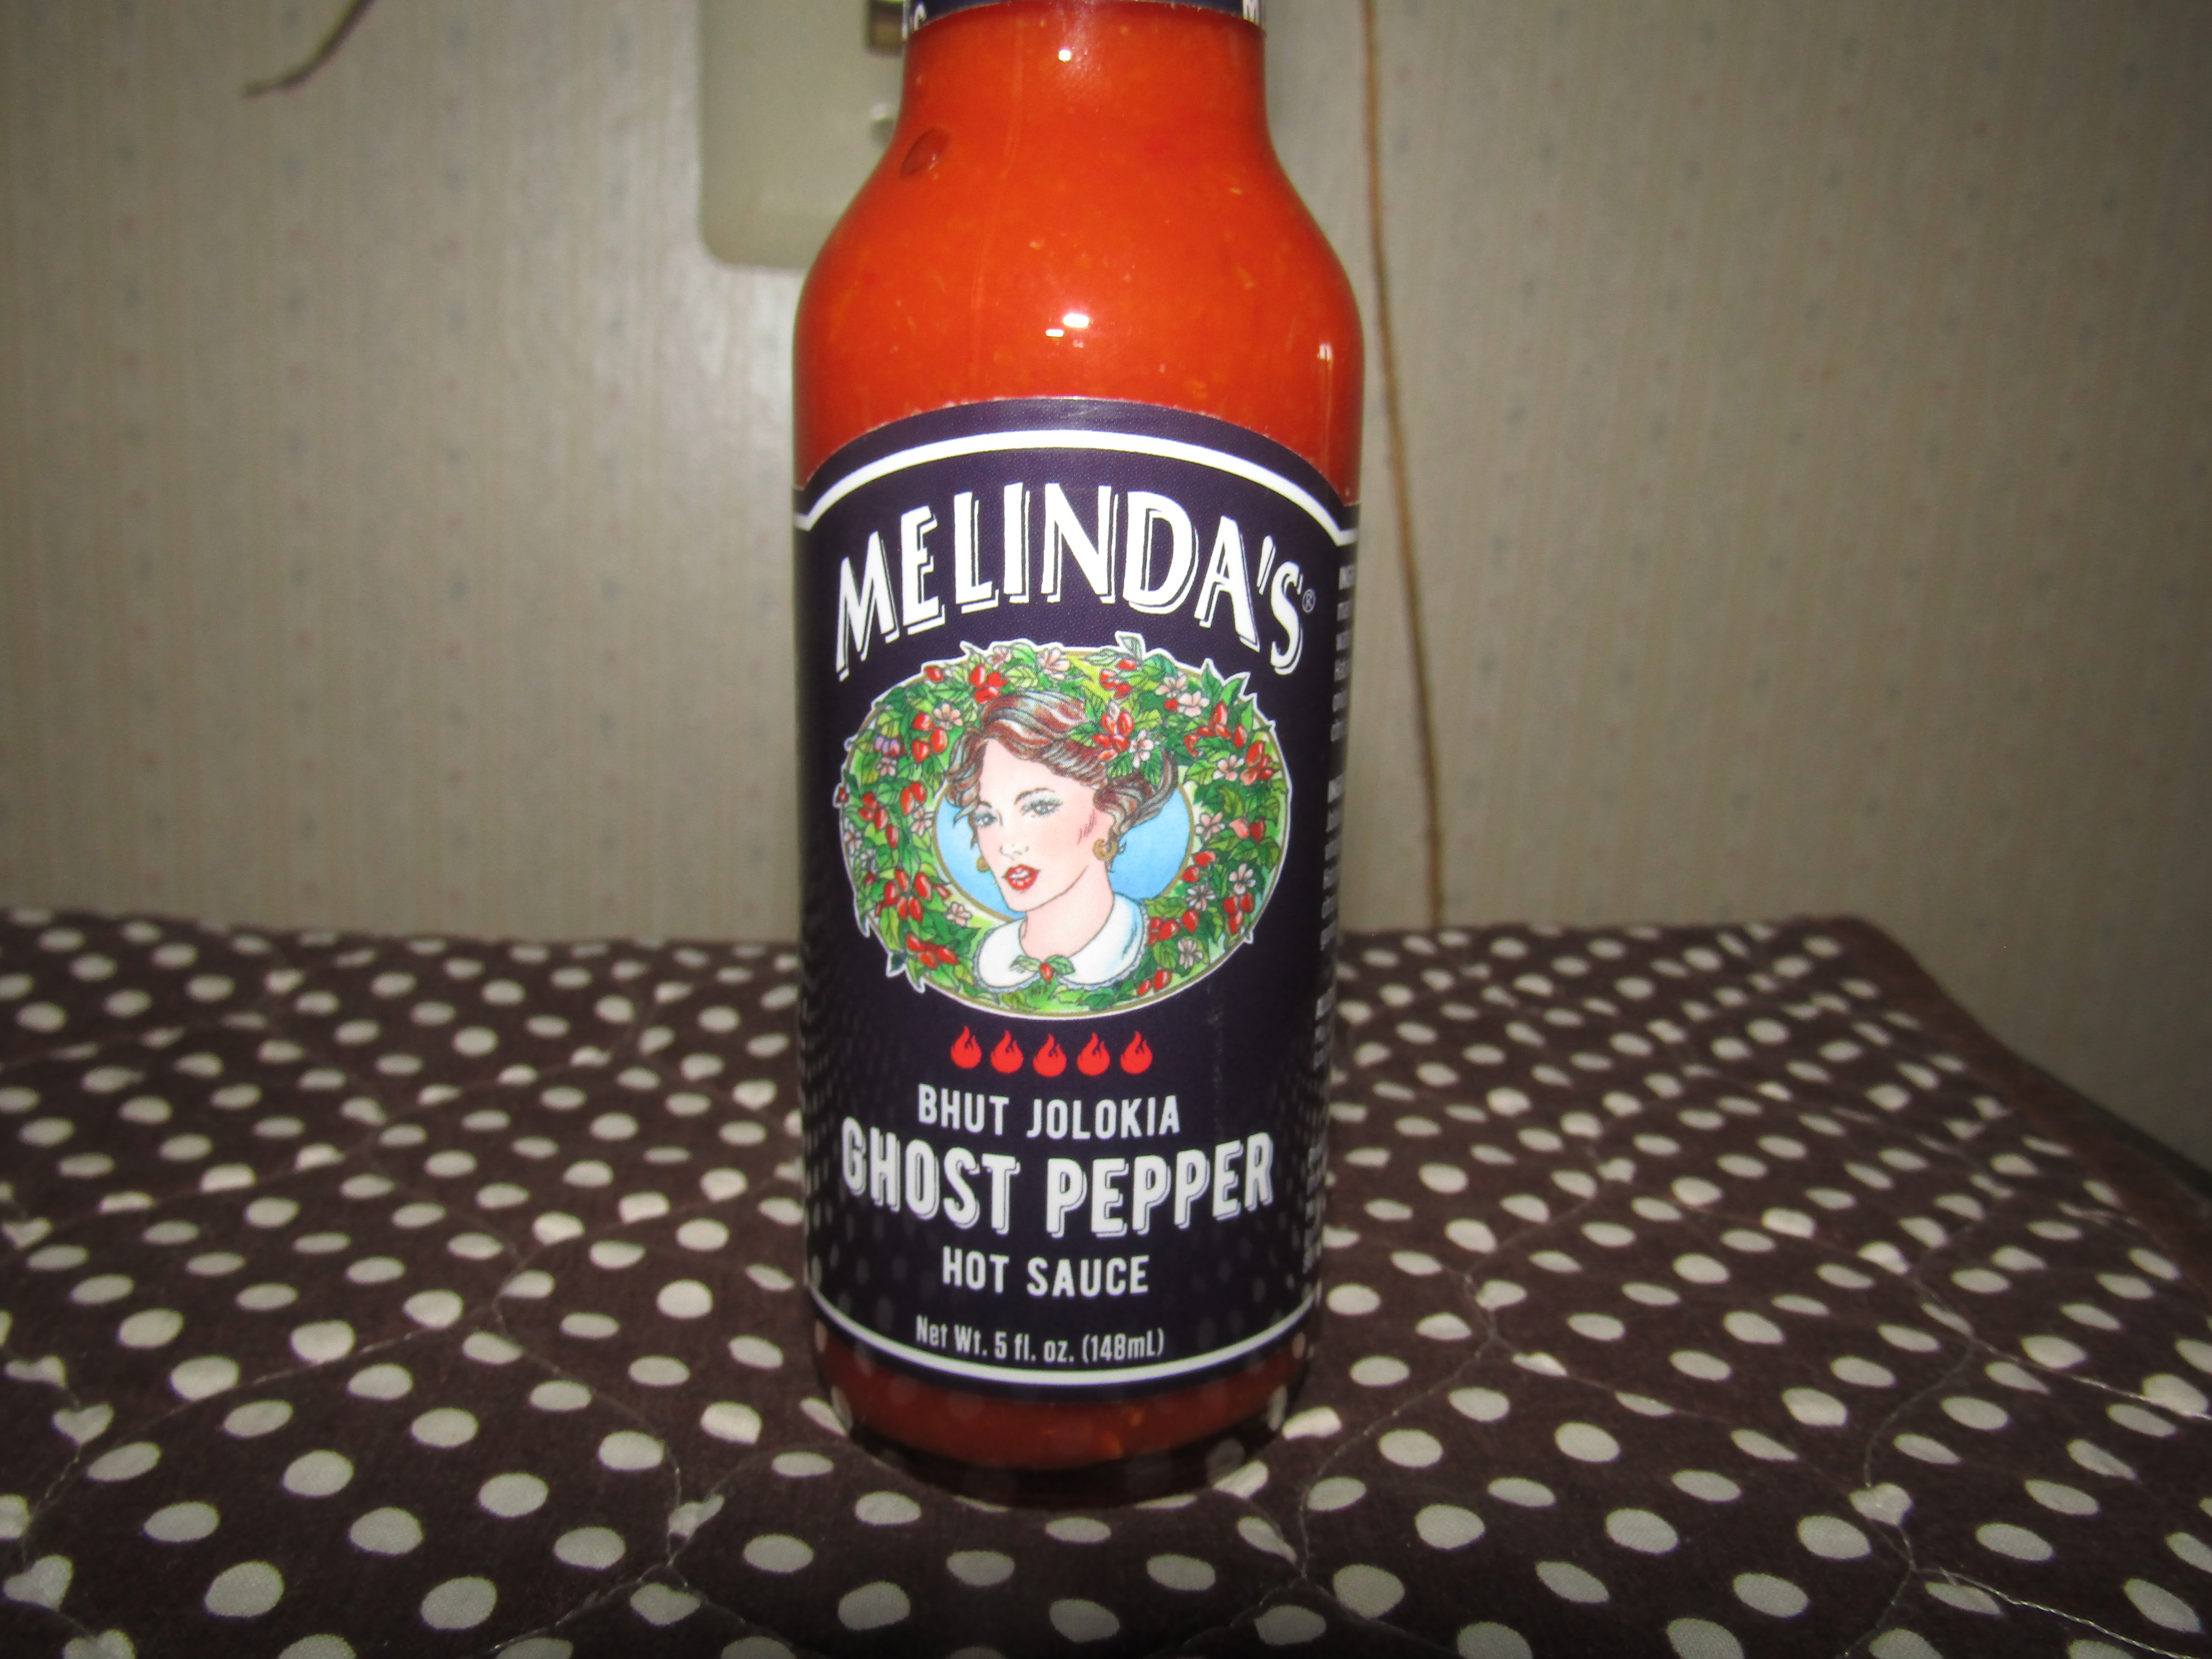 MELINDA'S®
BHUT JOLOKIA
GHOST PEPPER
HOT SAUCE
Net Wt. 5 fl. oz. (148mL)